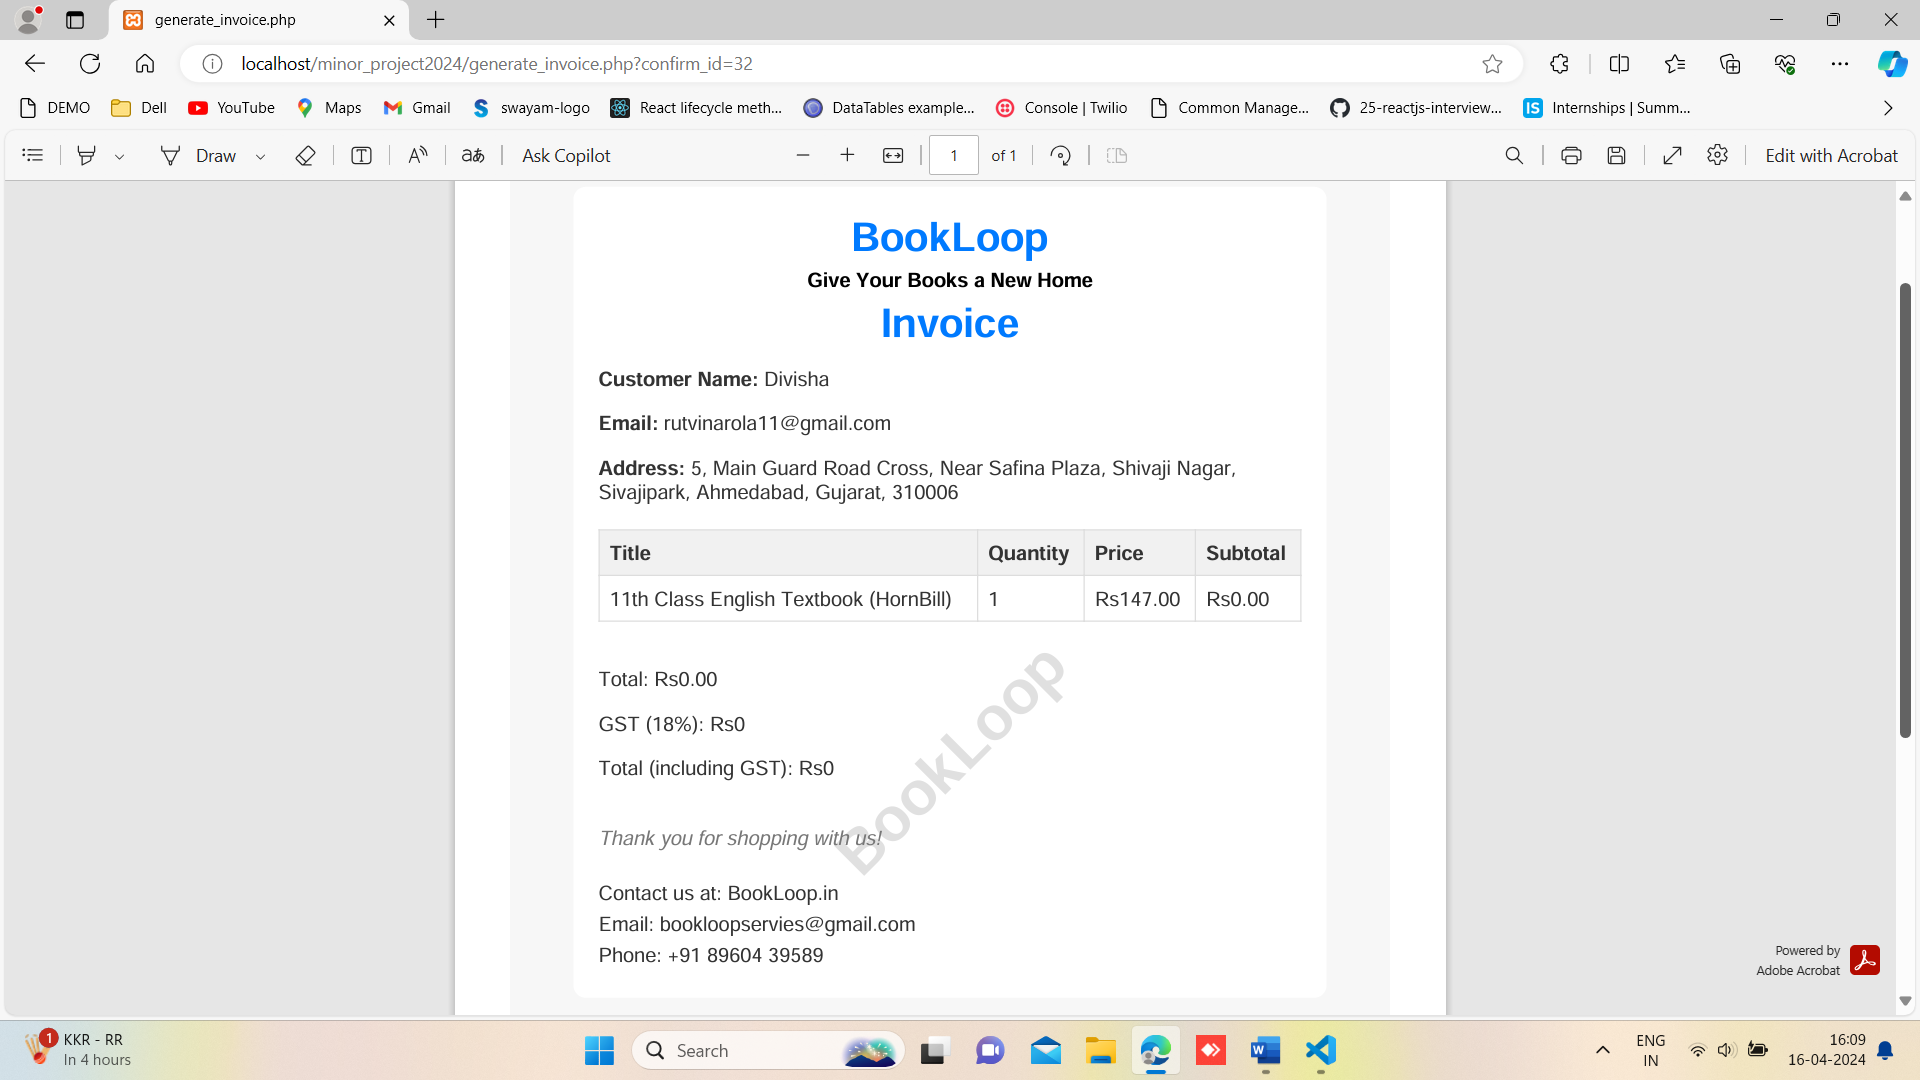 generate_invoice.php
localhost/minor_project2024/generate_invoice.php?confirm_id=32
DEMO Dell YouTube Maps Gmail swayam-logo React lifecycle meth... DataTables example... Console | Twilio Common Manage... 25-reactjs-interview... IS Internships | Summ...
Draw aあ Ask Copilot 1 of 1 Edit with Acrobat
BookLoop
Give Your Books a New Home
Invoice
Customer Name: Divisha
Email: rutvinarola11@gmail.com
Address: 5, Main Guard Road Cross, Near Safina Plaza, Shivaji Nagar,
Sivajipark, Ahmedabad, Gujarat, 310006
Title Quantity Price Subtotal
11th Class English Textbook (HornBill) 1 Rs147.00 Rs0.00
Total: Rs0.00
GST (18%): Rs0
Total (including GST): Rs0
BookLoop
Thank you for shopping with us!
Contact us at: BookLoop.in
Email: bookloopservies@gmail.com
Phone: +91 89604 39589
Powered by
Adobe Acrobat
1 KKR - RR
In 4 hours
Search
ENG
IN
16:09
16-04-2024